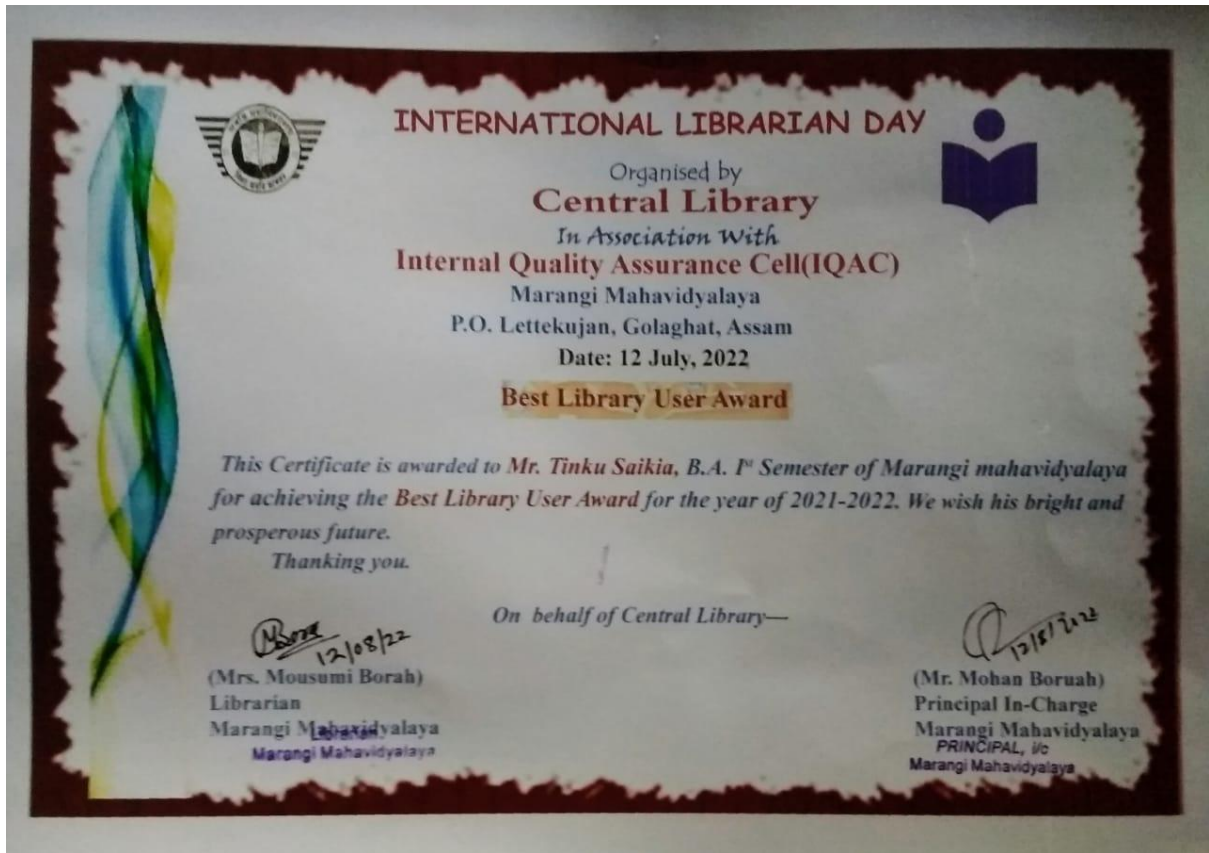 INTERNATIONAL LIBRARIAN DAY
Organised by
Central Library
In Association With
Internal Quality Assurance Cell(IQAC)
Marangi Mahavidyalaya
P.O. Lettekujan, Golaghat, Assam
Date: 12 July, 2022
Best Library User Award
This Certificate is awarded to Mr. Tinku Saikia, B.A. Iˢᵗ Semester of Marangi mahavidyalaya
for achieving the Best Library User Award for the year of 2021-2022. We wish his bright and
prosperous future.
Thanking you.
On behalf of Central Library—
12/08/22
(Mrs. Mousumi Borah)
Librarian
Marangi Mahavidyalaya
Librarian
Marangi Mahavidyalaya
12/8/2022
(Mr. Mohan Boruah)
Principal In-Charge
Marangi Mahavidyalaya
PRINCIPAL, i/c
Marangi Mahavidyalaya